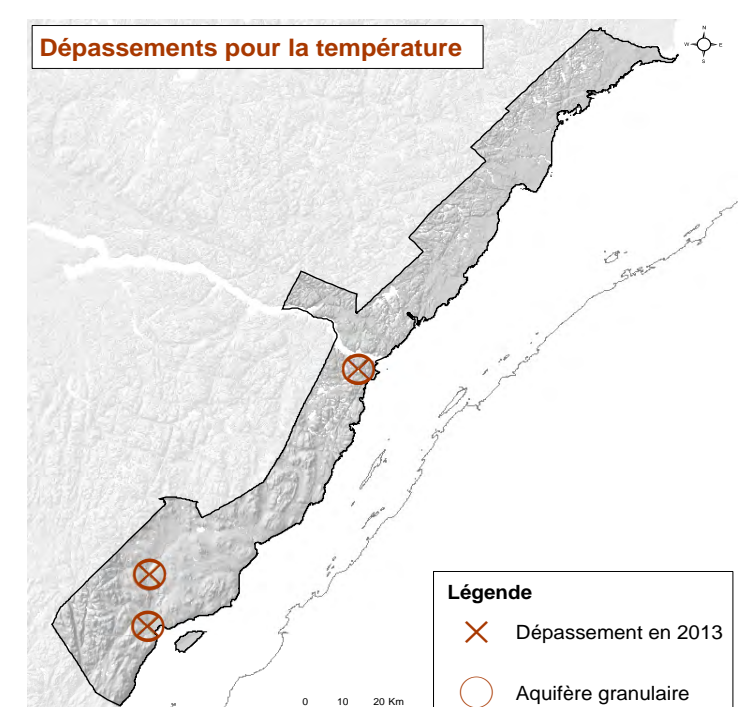 Dépassements pour la température
N
W E
S
Légende
Dépassement en 2013
Aquifère granulaire
0 10 20 Km